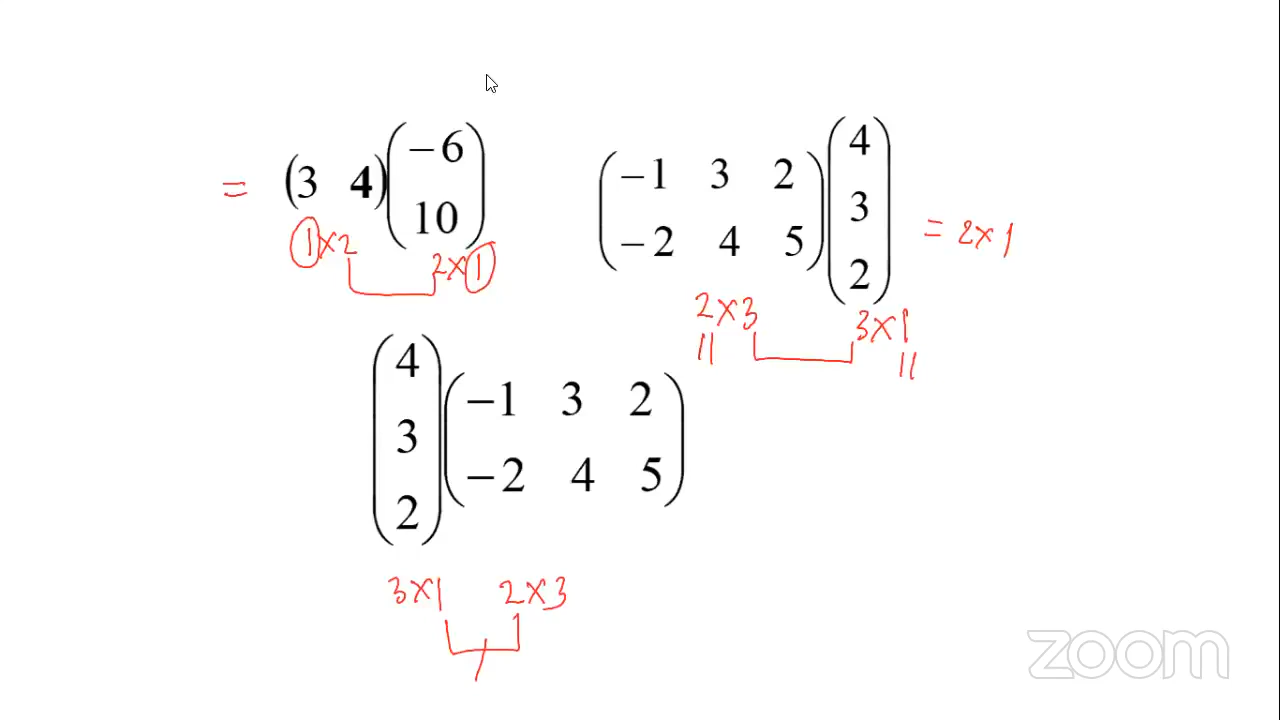 = (3 4) (−6
10)
1×2 2×1
(−1 3 2
−2 4 5) (4
3
2) = 2×1
2×3 3×1
(4
3
2) (−1 3 2
−2 4 5)
3×1 2×3
zoom